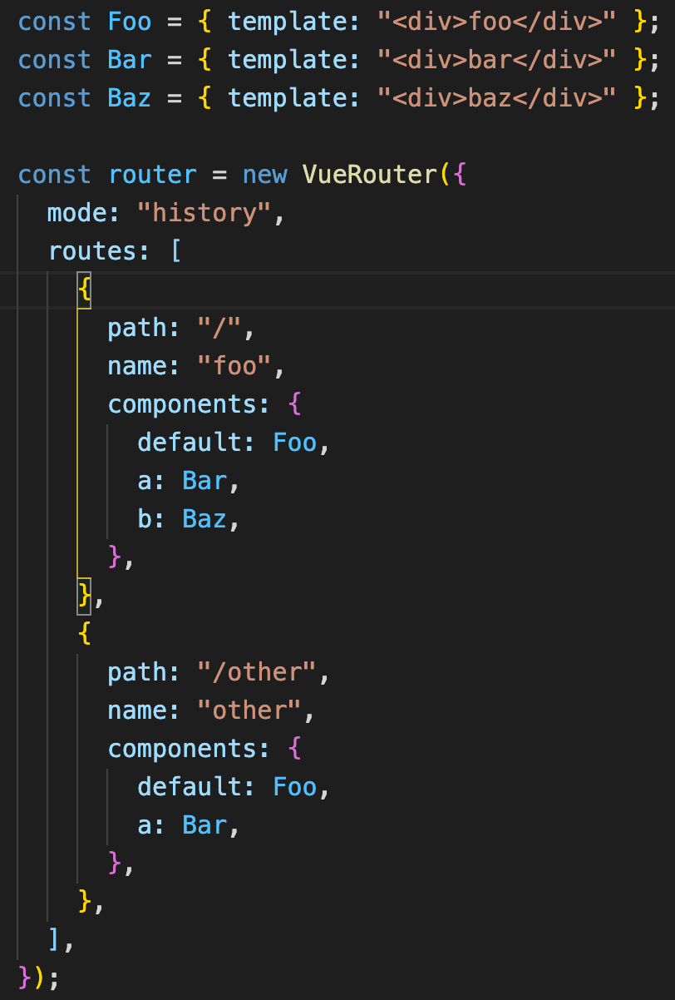 const Foo = { template: "<div>foo</div>" };
const Bar = { template: "<div>bar</div>" };
const Baz = { template: "<div>baz</div>" };

const router = new VueRouter({
  mode: "history",
  routes: [
    {
      path: "/",
      name: "foo",
      components: {
        default: Foo,
        a: Bar,
        b: Baz,
      },
    },
    {
      path: "/other",
      name: "other",
      components: {
        default: Foo,
        a: Bar,
      },
    },
  ],
});